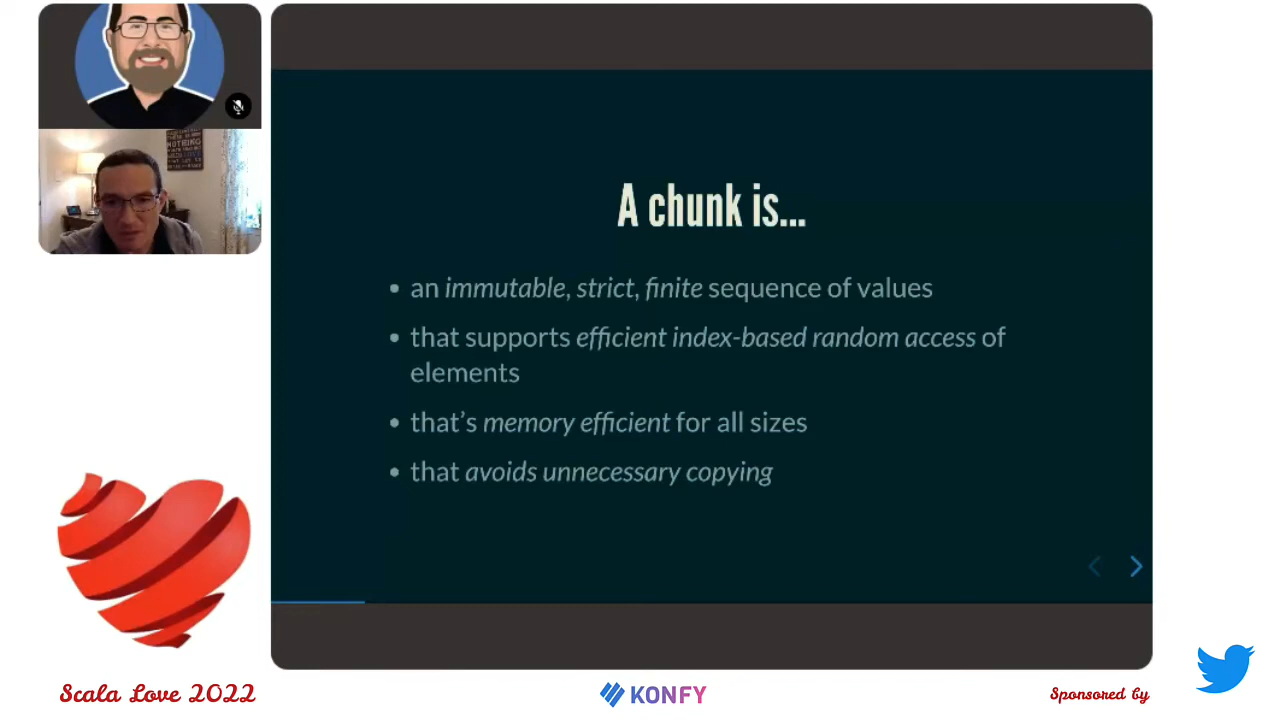 NOTHING
A chunk is...
• an immutable, strict, finite sequence of values
• that supports efficient index-based random access of
elements
• that's memory efficient for all sizes
• that avoids unnecessary copying
Scala Love 2022
KONFY
Sponsored by